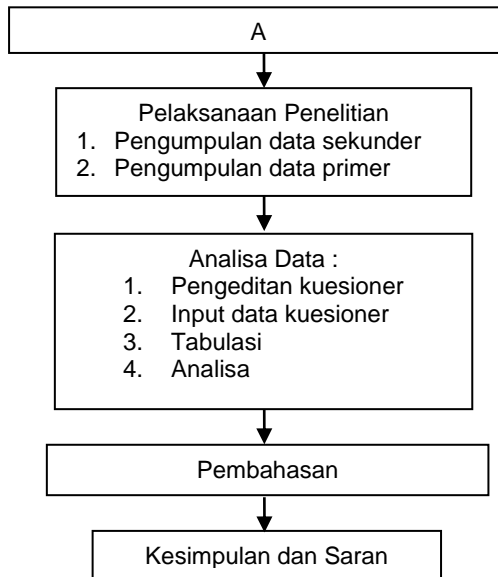 A
Pelaksanaan Penelitian
1. Pengumpulan data sekunder
2. Pengumpulan data primer
Analisa Data :
1. Pengeditan kuesioner
2. Input data kuesioner
3. Tabulasi
4. Analisa
Pembahasan
Kesimpulan dan Saran